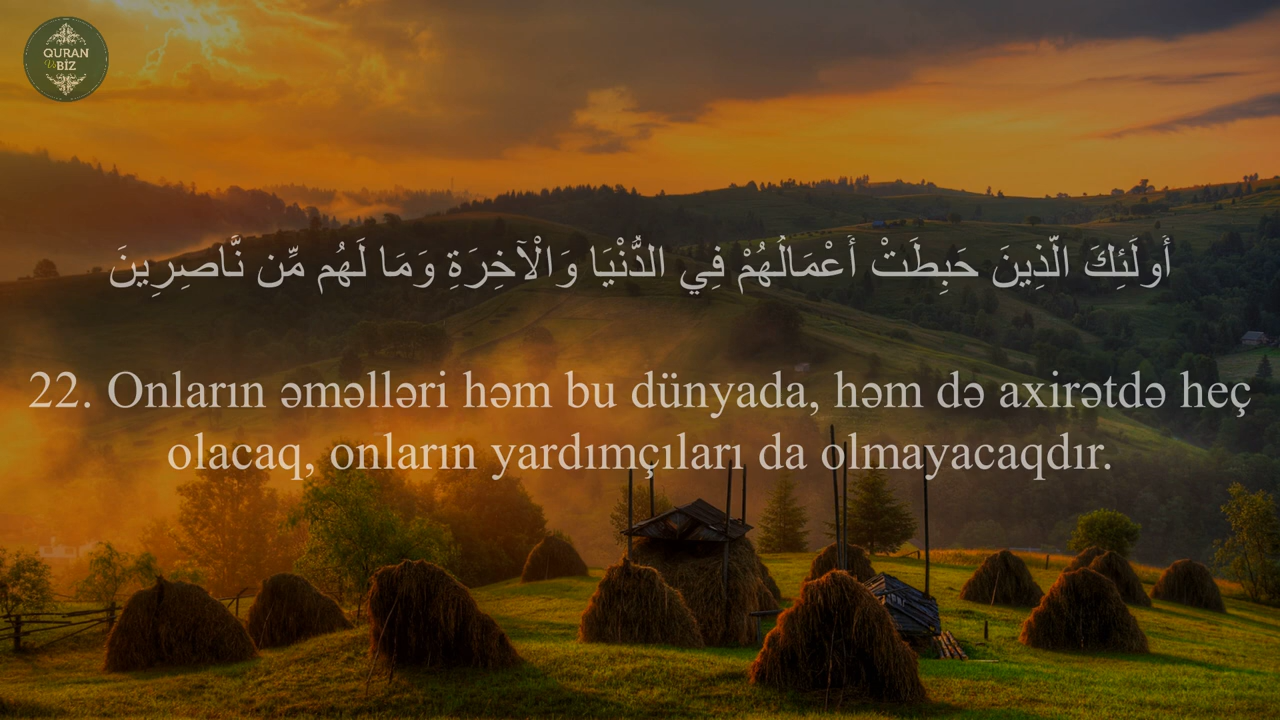 QURAN
Və BİZ
أُولَئِكَ الَّذِينَ حَبِطَتْ أَعْمَالُهُمْ فِي الدُّنْيَا وَالْآخِرَةِ وَمَا لَهُم مِّن نَّاصِرِينَ
22. Onların əməlləri həm bu dünyada, həm də axirətdə heç
olacaq, onların yardımçıları da olmayacaqdır.